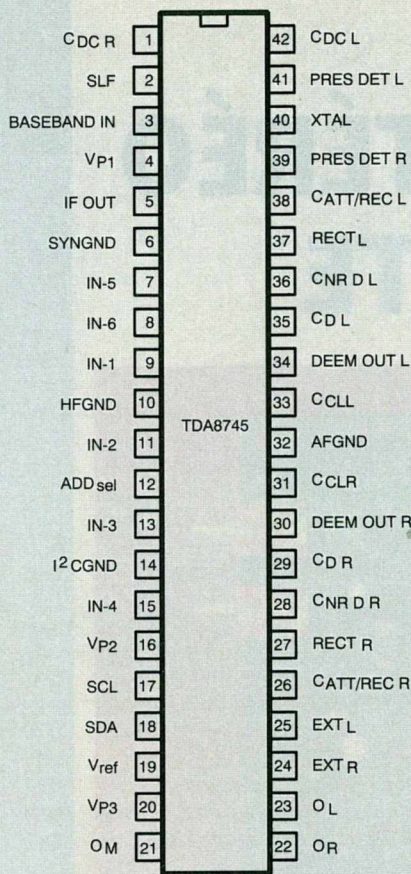 CDC R 1 42 CDC L
SLF 2 41 PRES DET L
BASEBAND IN 3 40 XTAL
VP1 4 39 PRES DET R
IF OUT 5 38 CATT/REC L
SYNGND 6 37 RECT L
IN-5 7 36 CNR D L
IN-6 8 35 CD L
IN-1 9 34 DEEM OUT L
HFGND 10 33 CCLL
TDA8745
IN-2 11 32 AFGND
ADDsel 12 31 CCLR
IN-3 13 30 DEEM OUT R
I²CGND 14 29 CD R
IN-4 15 28 CNR D R
VP2 16 27 RECT R
SCL 17 26 CATT/REC R
SDA 18 25 EXT L
Vref 19 24 EXT R
VP3 20 23 OL
OM 21 22 OR